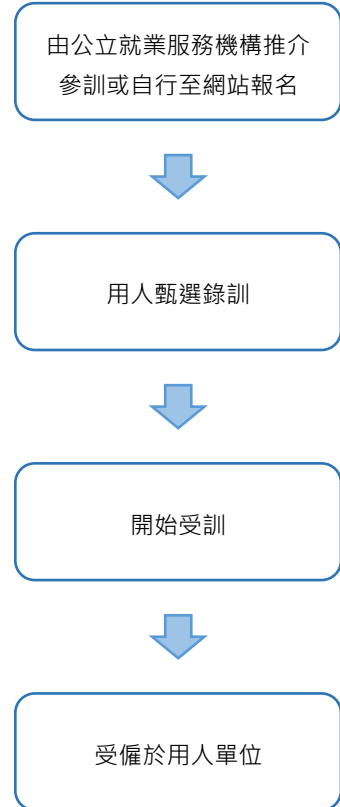 由公立就業服務機構推介
參訓或自行至網站報名
用人甄選錄訓
開始受訓
受僱於用人單位